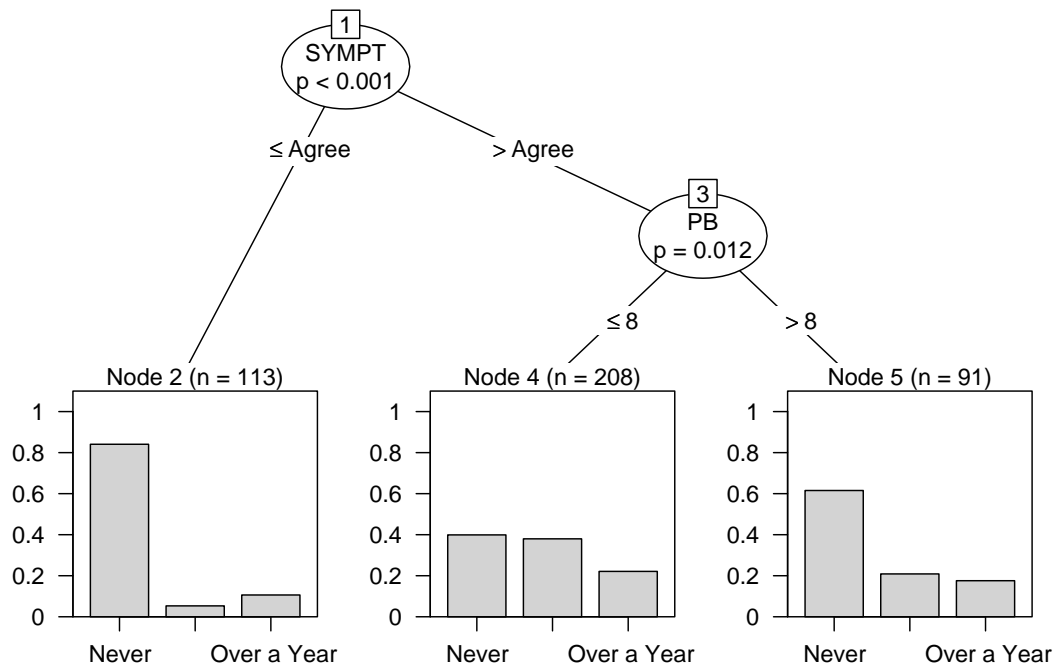 1
SYMPT
p < 0.001
≤ Agree
> Agree
3
PB
p = 0.012
≤ 8
> 8
Node 2 (n = 113)
1
0.8
0.6
0.4
0.2
0
Never
Over a Year
Node 4 (n = 208)
1
0.8
0.6
0.4
0.2
0
Never
Over a Year
Node 5 (n = 91)
1
0.8
0.6
0.4
0.2
0
Never
Over a Year